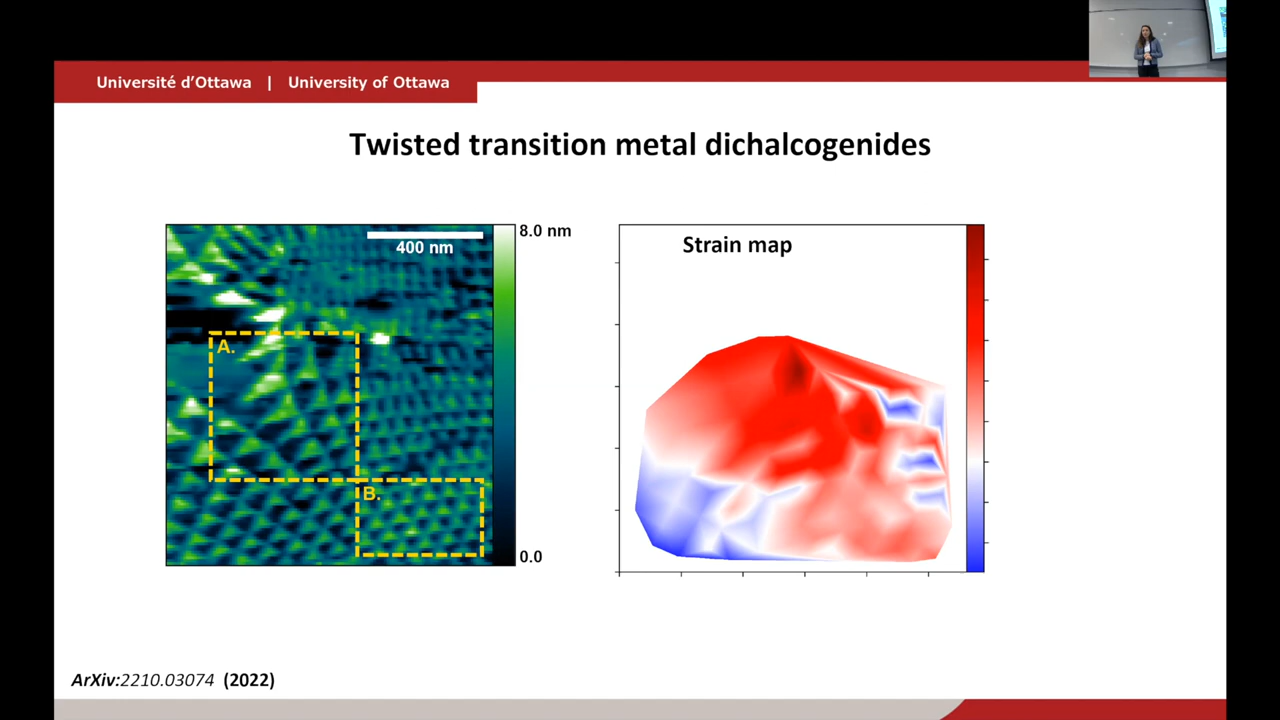 Université d'Ottawa | University of Ottawa
Twisted transition metal dichalcogenides
8.0 nm
400 nm
Strain map
A.
B.
0.0
ArXiv:2210.03074 (2022)